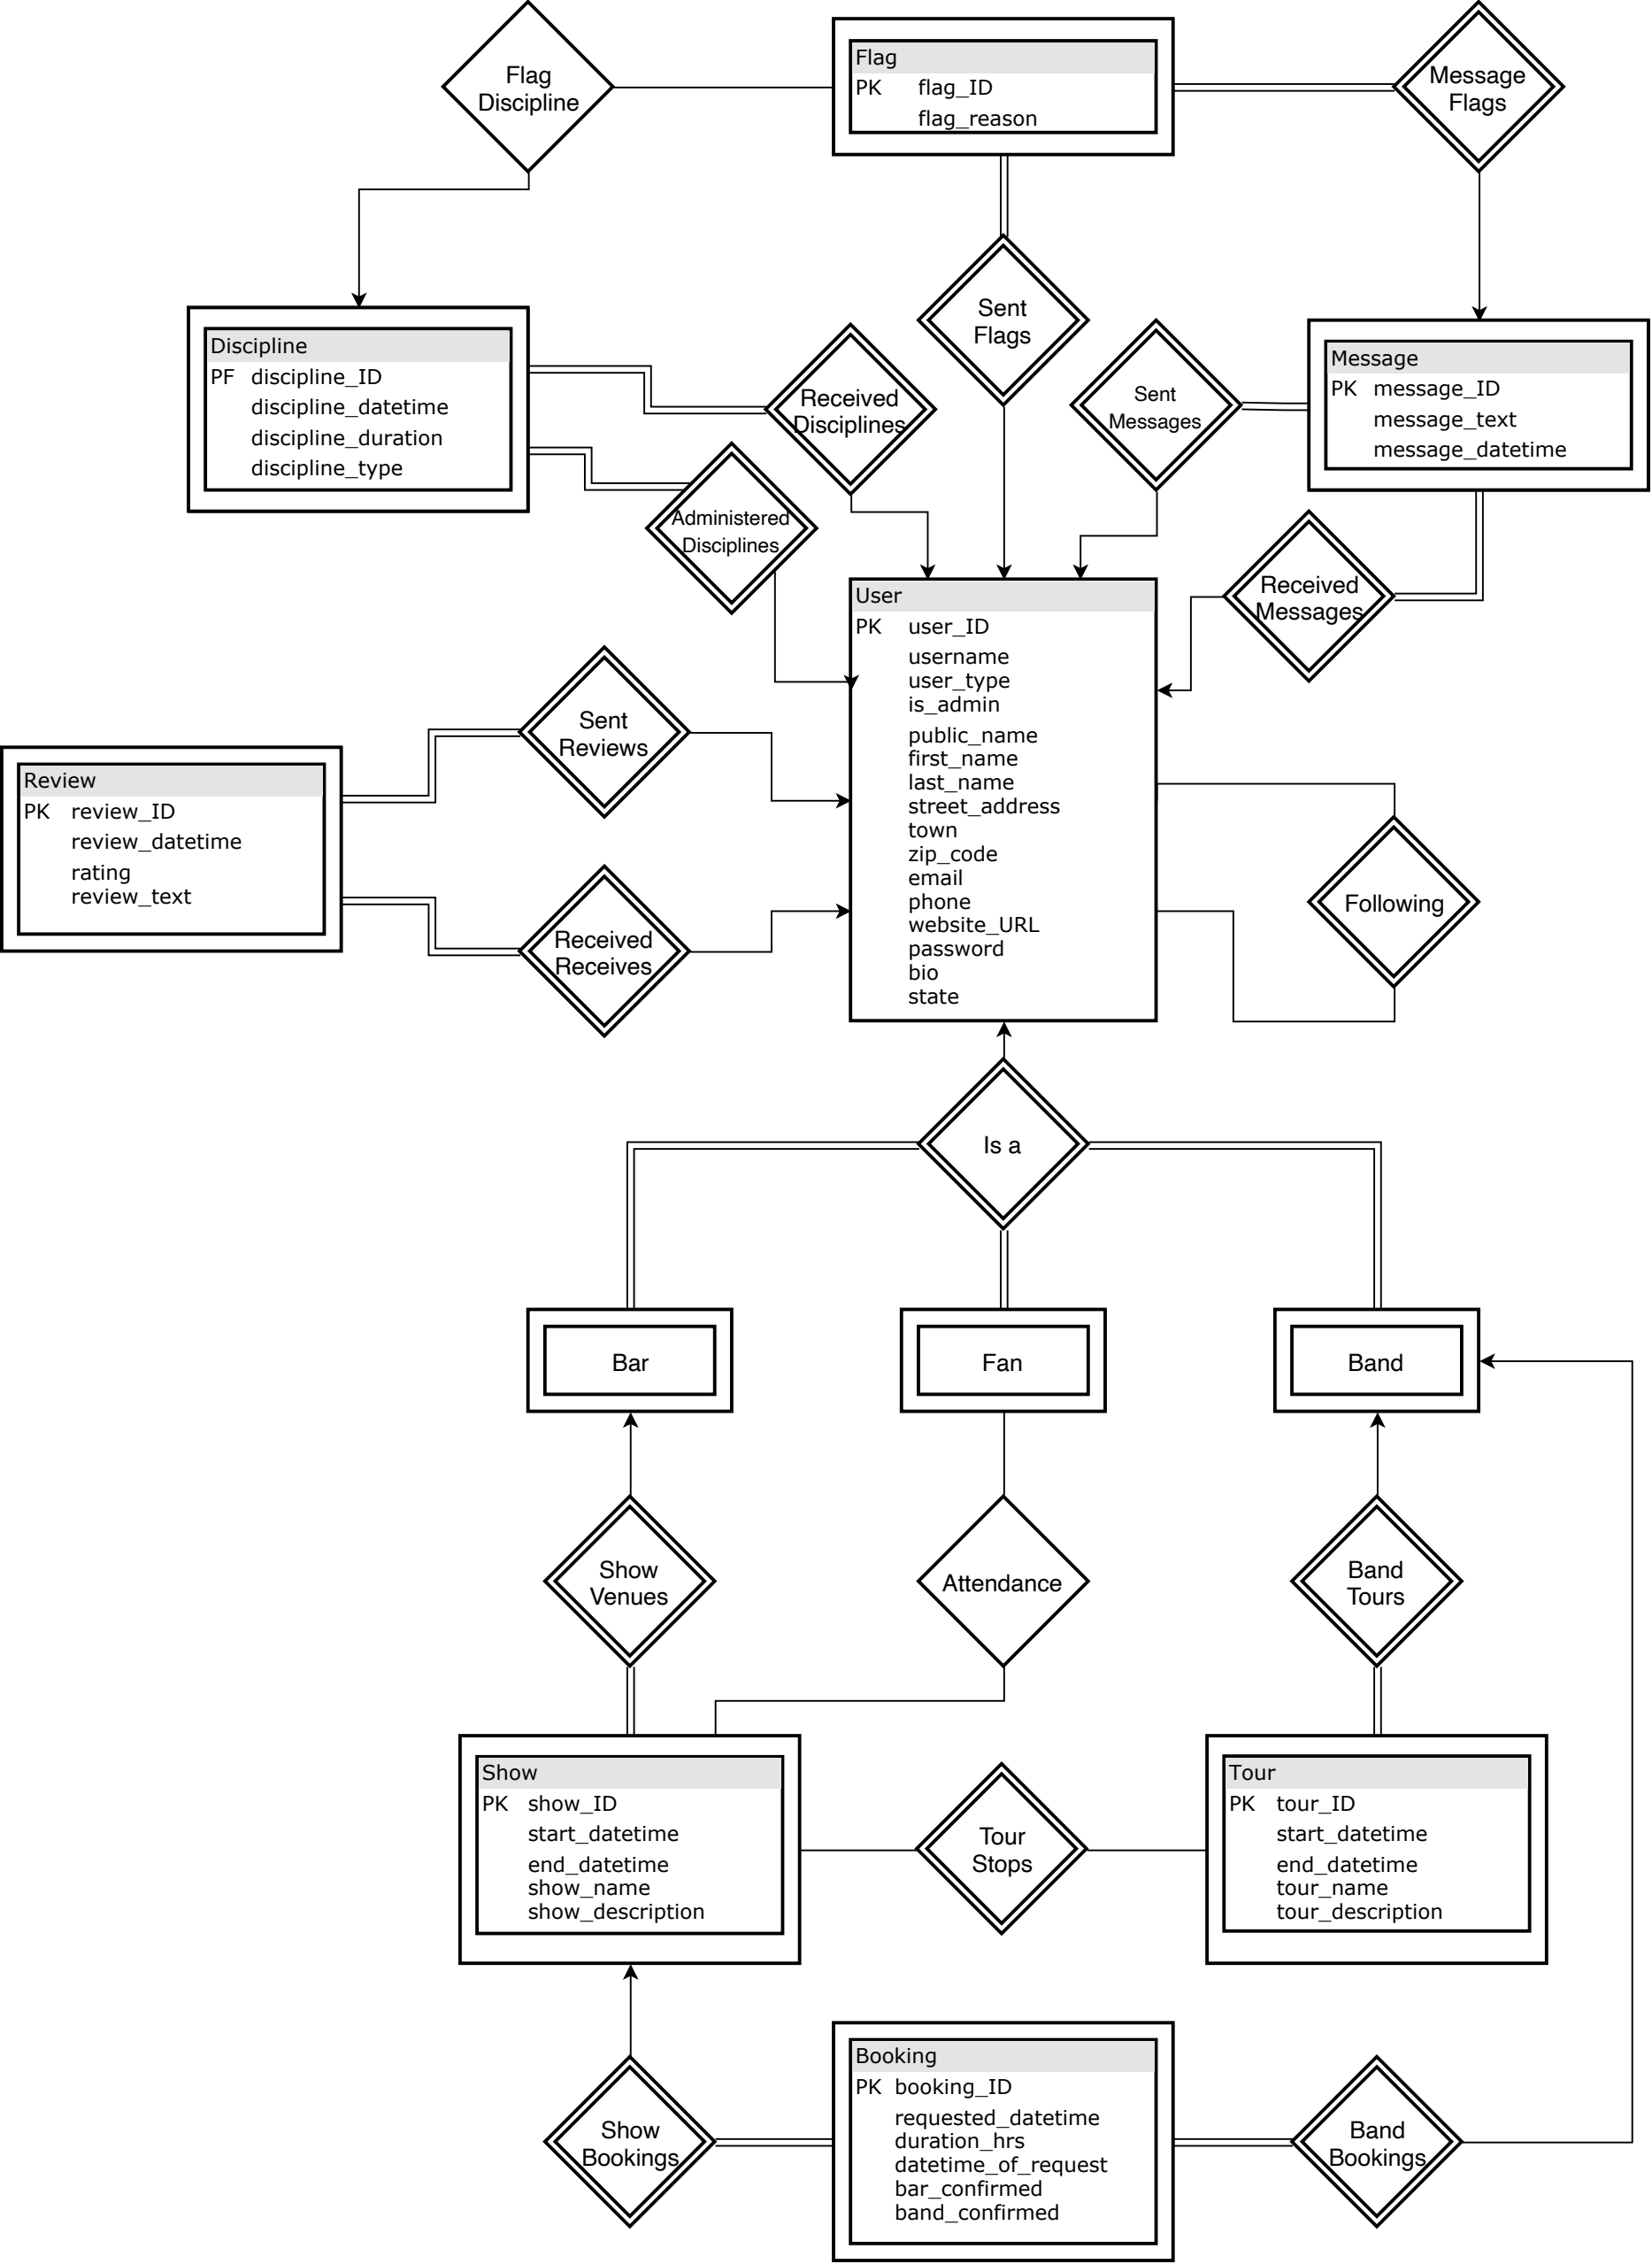 Flag
Discipline
Flag
PK flag_ID
flag_reason
Message
Flags
Sent
Flags
Discipline
PF discipline_ID
discipline_datetime
discipline_duration
discipline_type
Received
Disciplines
Sent
Messages
Message
PK message_ID
message_text
message_datetime
Administered
Disciplines
Received
Messages
User
PK user_ID
username
user_type
is_admin
public_name
first_name
last_name
street_address
town
zip_code
email
phone
website_URL
password
bio
state
Sent
Reviews
Review
PK review_ID
review_datetime
rating
review_text
Received
Receives
Following
Is a
Bar
Fan
Band
Show
Venues
Attendance
Band
Tours
Show
PK show_ID
start_datetime
end_datetime
show_name
show_description
Tour
Stops
Tour
PK tour_ID
start_datetime
end_datetime
tour_name
tour_description
Show
Bookings
Booking
PK booking_ID
requested_datetime
duration_hrs
datetime_of_request
bar_confirmed
band_confirmed
Band
Bookings